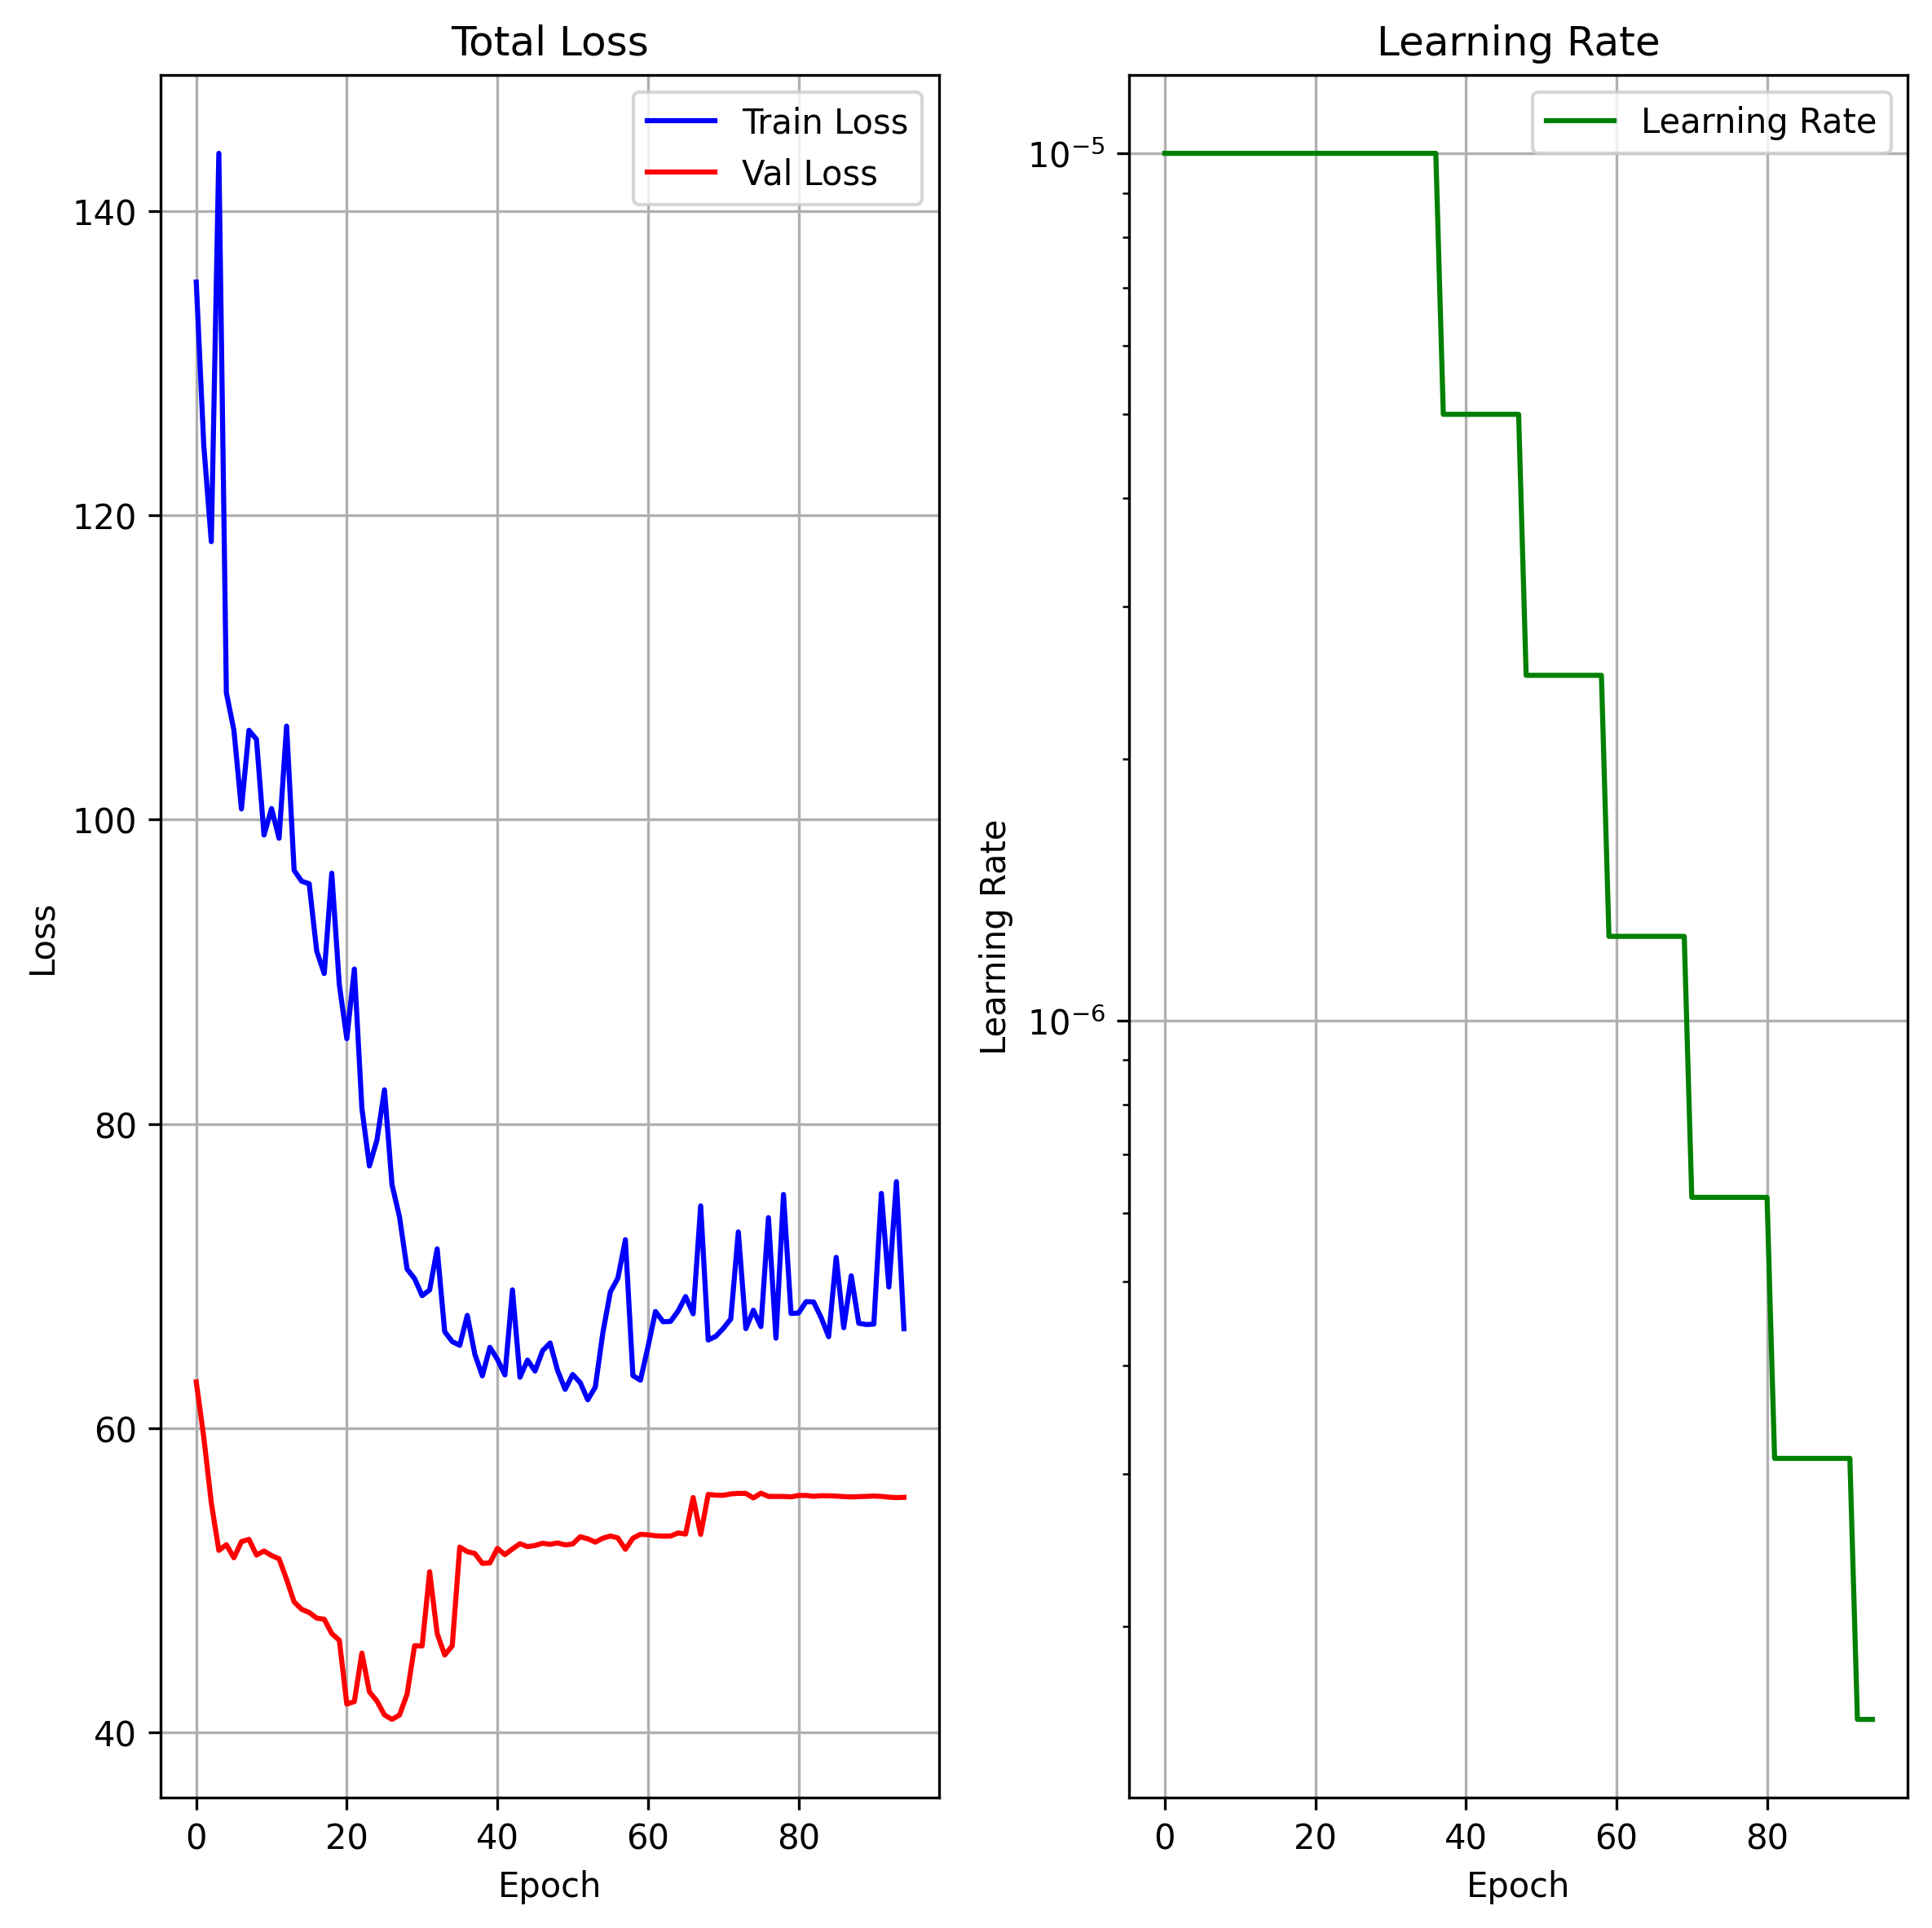 Total Loss
Train Loss
Val Loss
140
120
100
80
60
40
Loss
0 20 40 60 80
Epoch
Learning Rate
Learning Rate
10⁻⁵
10⁻⁶
Learning Rate
0 20 40 60 80
Epoch